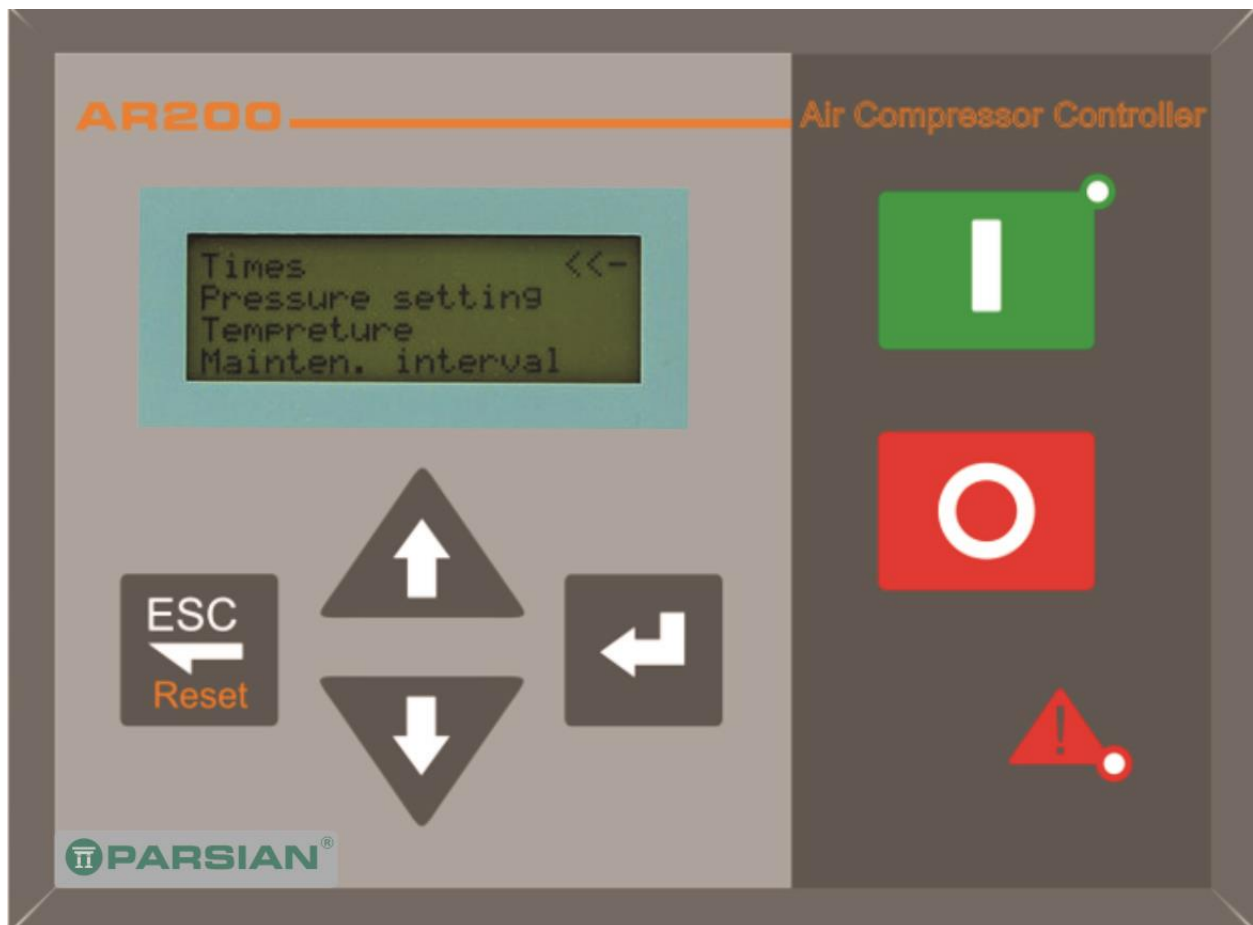 AR200
Air Compressor Controller
Times <<-
Pressure setting
Tempreture
Mainten. interval
ESC
Reset
!
PARSIAN®